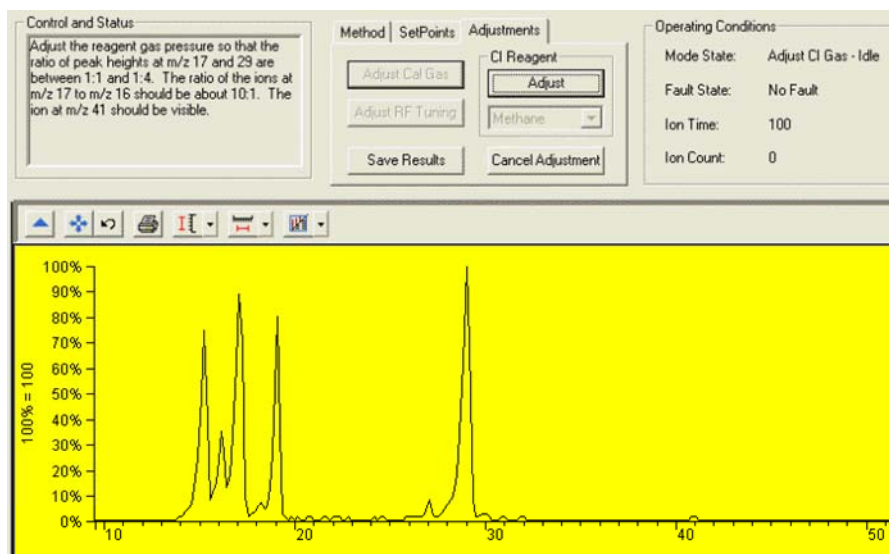 Control and Status
Adjust the reagent gas pressure so that the
ratio of peak heights at m/z 17 and 29 are
between 1:1 and 1:4. The ratio of the ions at
m/z 17 to m/z 16 should be about 10:1. The
ion at m/z 41 should be visible.
Method SetPoints Adjustments
Adjust Cal Gas
Adjust RF Tuning
Save Results
CI Reagent
Adjust
Methane
Cancel Adjustment
Operating Conditions
Mode State: Adjust CI Gas - Idle
Fault State: No Fault
Ion Time: 100
Ion Count: 0
100% = 100
100%
90%
80%
70%
60%
50%
40%
30%
20%
10%
0%
10 20 30 40 50